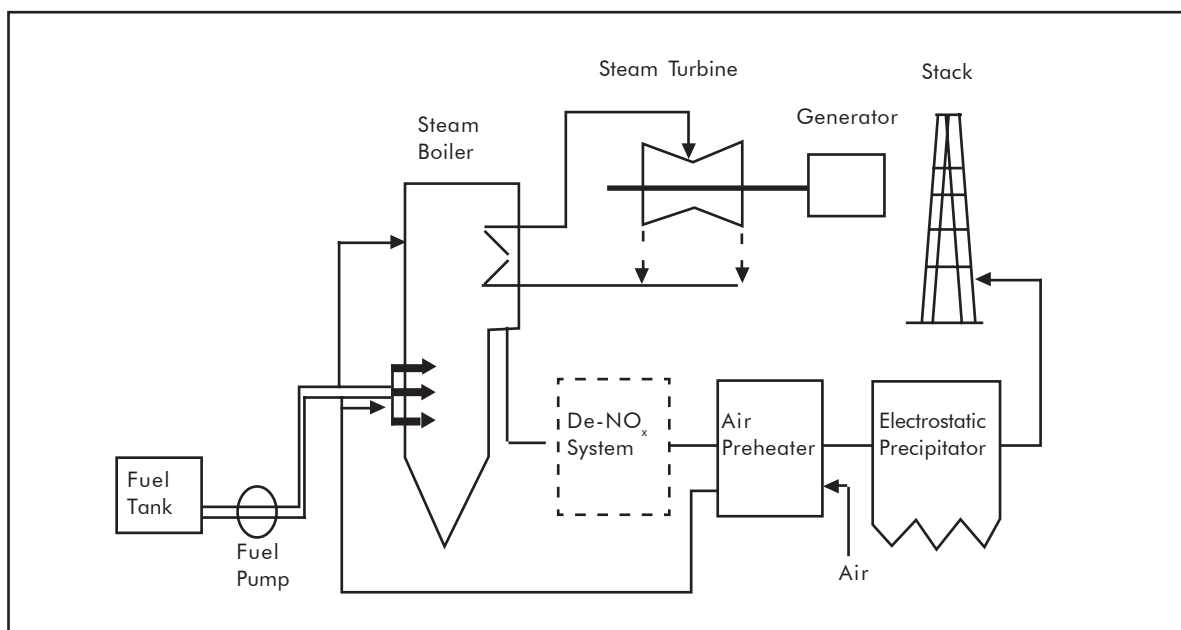 Steam Turbine
Stack
Generator
Steam
Boiler
De-NOx
System
Air
Preheater
Electrostatic
Precipitator
Fuel
Tank
Fuel
Pump
Air